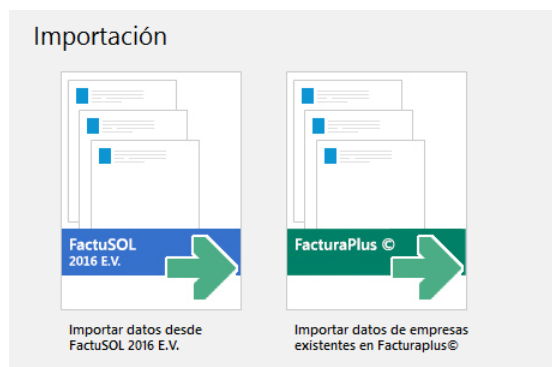 Importación
FactuSOL
2016 E.V.
FacturaPlus ©
Importar datos desde
FactuSOL 2016 E.V.
Importar datos de empresas
existentes en Facturaplus©